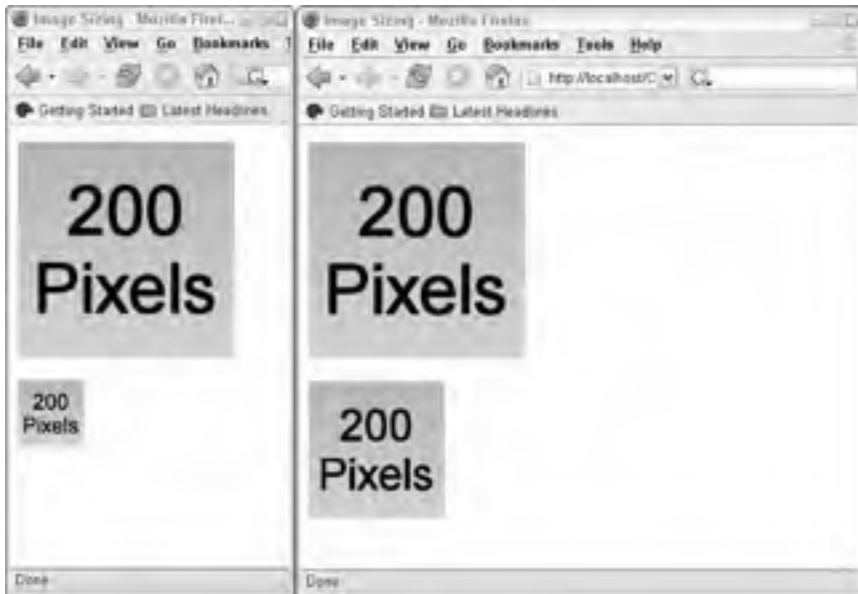 Image Sizing - Mozilla Firef...
File Edit View Go Bookmarks T
G.
Getting Started Latest Headlines
200
Pixels
200
Pixels
Done
Image Sizing - Mozilla Firefox
File Edit View Go Bookmarks Tools Help
http://localhost/C G.
Getting Started Latest Headlines
200
Pixels
200
Pixels
Done